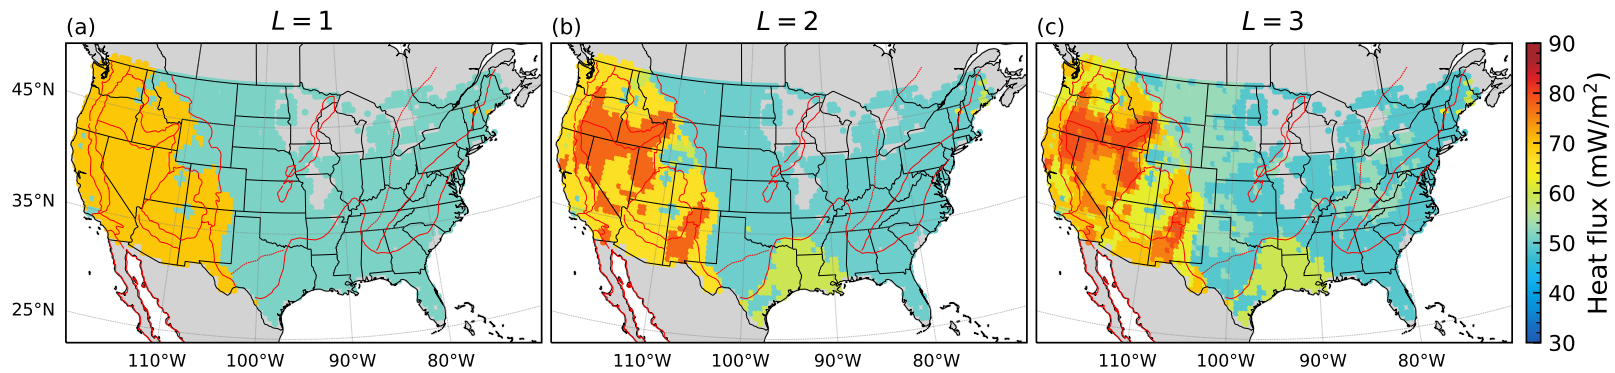 (a) L = 1
(b) L = 2
(c) L = 3
45°N
35°N
25°N
110°W 100°W 90°W 80°W
110°W 100°W 90°W 80°W
110°W 100°W 90°W 80°W
90
80
70
60
50
40
30
Heat flux (mW/m²)